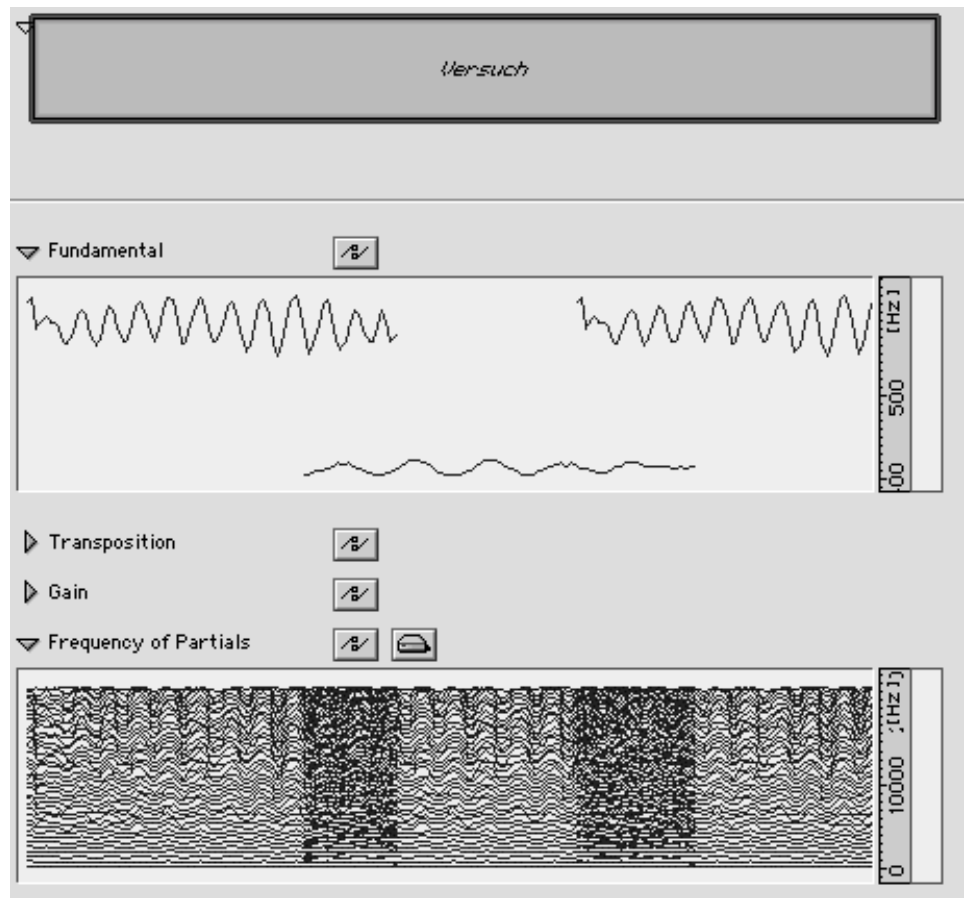 Versuch
Fundamental
[Hz]
500
00
Transposition
Gain
Frequency of Partials
[Hz]
10000
0